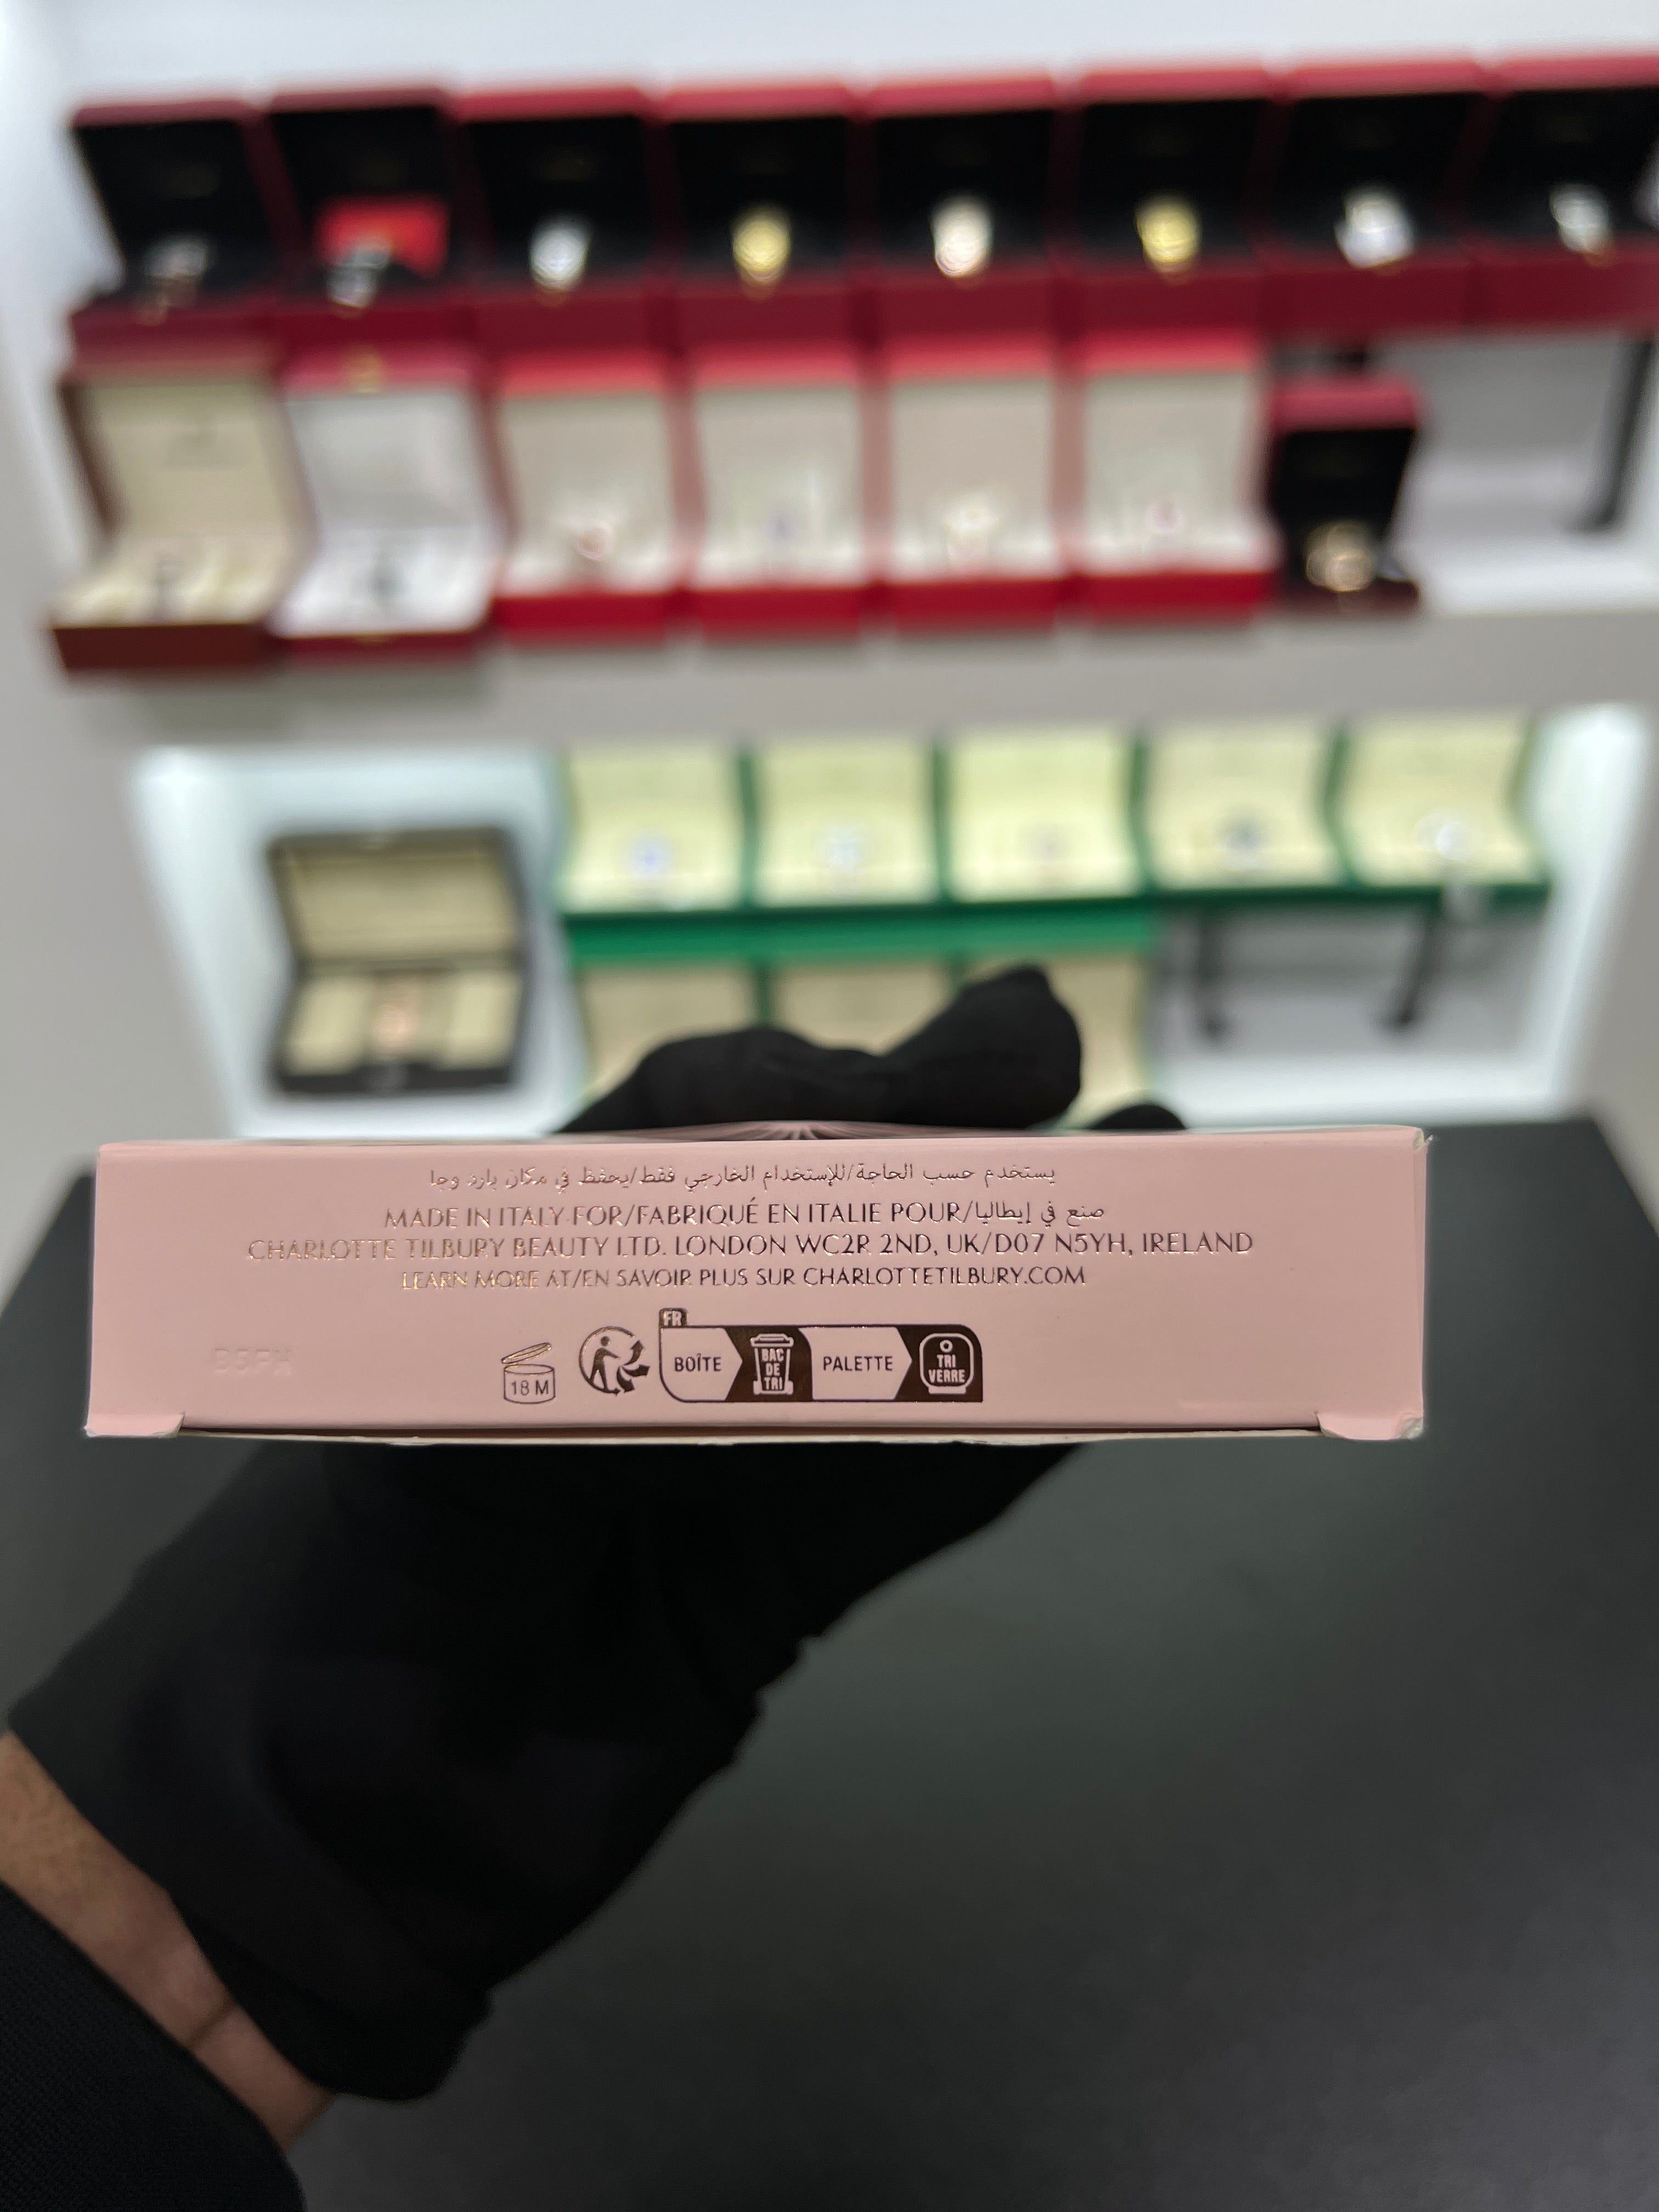 يستخدم حسب الحاجة/للإستخدام الخارجي فقط/يحفظ في مكان بارد وجا
MADE IN ITALY FOR/FABRIQUÉ EN ITALIE POUR/صنع في إيطاليا
CHARLOTTE TILBURY BEAUTY LTD. LONDON WC2R 2ND, UK/D07 N5YH, IRELAND
LEARN MORE AT/EN SAVOIR PLUS SUR CHARLOTTETILBURY.COM
FR
18 M
BOÎTE
BAC
DE
TRI
PALETTE
TRI
VERRE